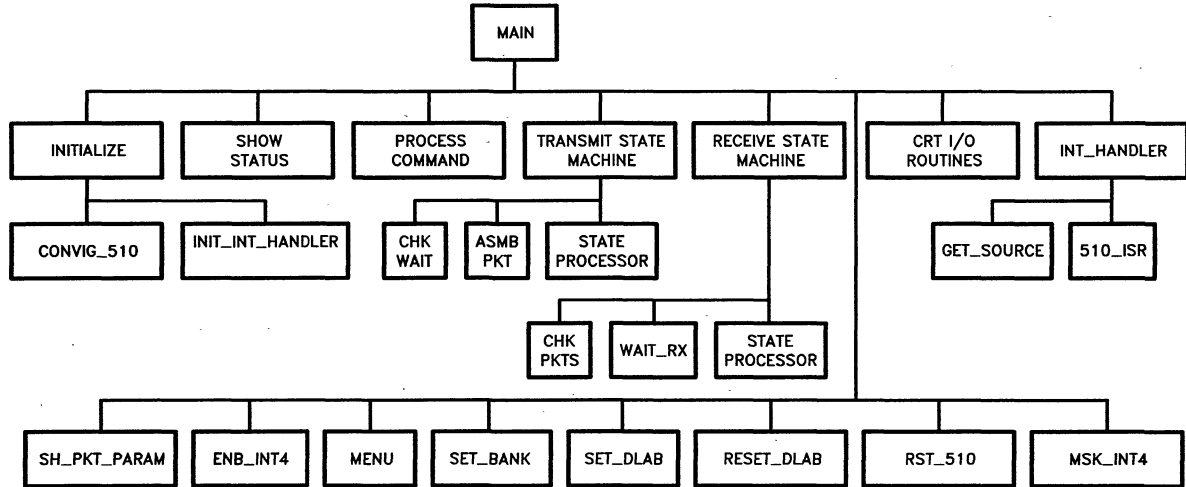 MAIN
INITIALIZE
SHOW
STATUS
PROCESS
COMMAND
TRANSMIT STATE
MACHINE
RECEIVE STATE
MACHINE
CRT I/O
ROUTINES
INT_HANDLER
CONVIG_510
INIT_INT_HANDLER
CHK
WAIT
ASMB
PKT
STATE
PROCESSOR
GET_SOURCE
510_ISR
CHK
PKTS
WAIT_RX
STATE
PROCESSOR
SH_PKT_PARAM
ENB_INT4
MENU
SET_BANK
SET_DLAB
RESET_DLAB
RST_510
MSK_INT4